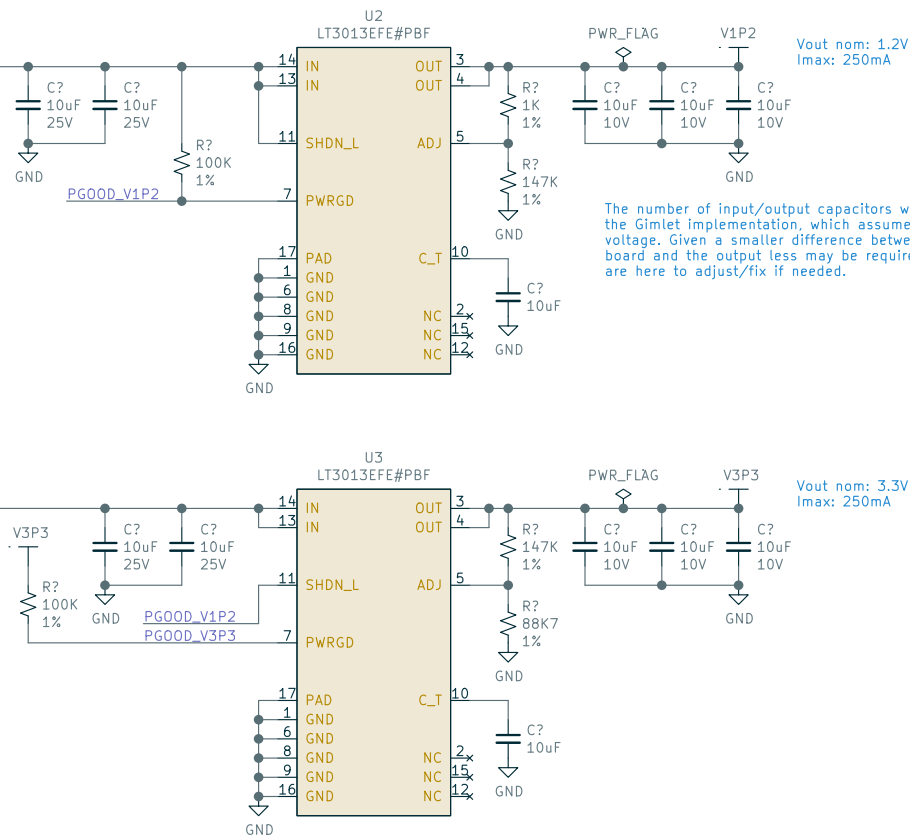 U2
LT3013EFE#PBF
14 IN
13 IN
11 SHDN_L
7 PWRGD
17 PAD
1 GND
6 GND
8 GND
9 GND
16 GND
OUT 3
OUT 4
ADJ 5
C_T 10
NC 2
NC 15
NC 12
C?
10uF
25V
C?
10uF
25V
GND
R?
100K
1%
PGOOD_V1P2
GND
R?
1K
1%
R?
147K
1%
GND
C?
10uF
GND
PWR_FLAG
V1P2
C?
10uF
10V
C?
10uF
10V
C?
10uF
10V
GND
Vout nom: 1.2V
Imax: 250mA
The number of input/output capacitors w
the Gimlet implementation, which assume
voltage. Given a smaller difference betwe
board and the output less may be require
are here to adjust/fix if needed.
U3
LT3013EFE#PBF
14 IN
13 IN
11 SHDN_L
7 PWRGD
17 PAD
1 GND
6 GND
8 GND
9 GND
16 GND
OUT 3
OUT 4
ADJ 5
C_T 10
NC 2
NC 15
NC 12
V3P3
R?
100K
1%
C?
10uF
25V
C?
10uF
25V
GND
PGOOD_V1P2
PGOOD_V3P3
GND
R?
147K
1%
R?
88K7
1%
GND
C?
10uF
GND
PWR_FLAG
V3P3
C?
10uF
10V
C?
10uF
10V
C?
10uF
10V
GND
Vout nom: 3.3V
Imax: 250mA